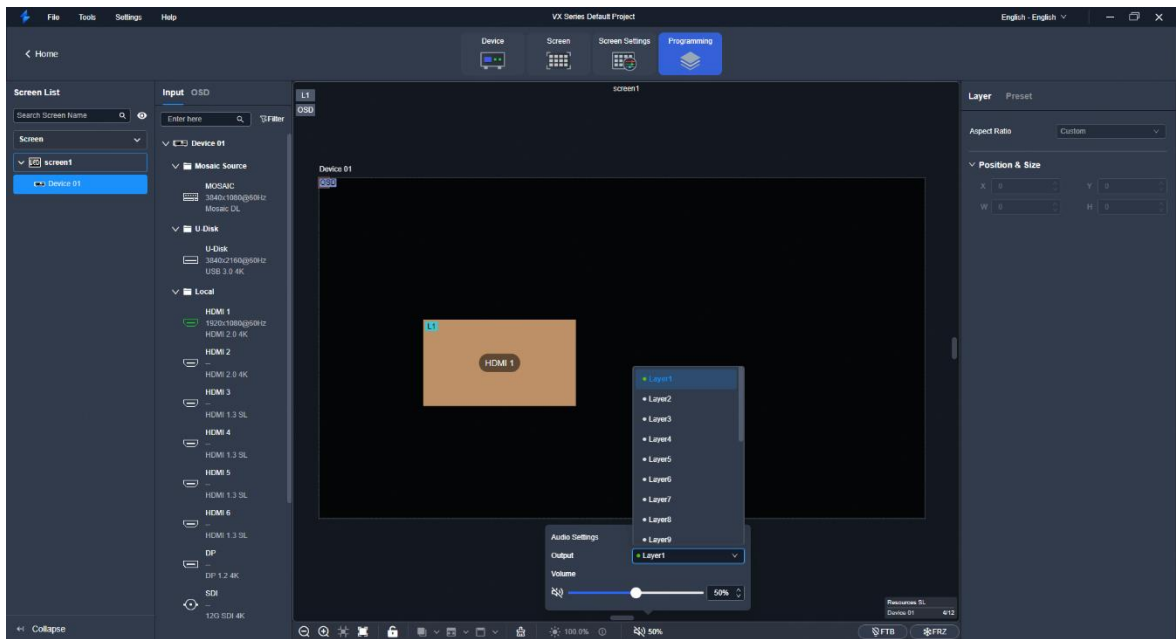 File Tools Settings Help
VX Series Default Project
English - English
Home
Device
Screen
Screen Settings
Programming
Screen List
Search Screen Name
Screen
screen1
Device 01
Collapse
Input OSD
Enter here
Filter
Device 01
Mosaic Source
MOSAIC
3840x1080@60Hz
Mosaic DL
U-Disk
U-Disk
3840x2160@60Hz
USB 3.0 4K
Local
HDMI 1
1920x1080@60Hz
HDMI 2.0 4K
HDMI 2
--
HDMI 2.0 4K
HDMI 3
--
HDMI 1.3 SL
HDMI 4
--
HDMI 1.3 SL
HDMI 5
--
HDMI 1.3 SL
HDMI 6
--
HDMI 1.3 SL
DP
--
DP 1.2 4K
SDI
--
12G SDI 4K
L1
OSD
screen1
Device 01
OSD
L1
HDMI 1
Layer1
Layer2
Layer3
Layer4
Layer5
Layer6
Layer7
Layer8
Layer9
Audio Settings
Output
Layer1
Volume
50%
Resources SL
Device 01 4/12
100.0%
50%
FTB
FRZ
Layer Preset
Aspect Ratio
Custom
Position & Size
X 0
Y 0
W 0
H 0